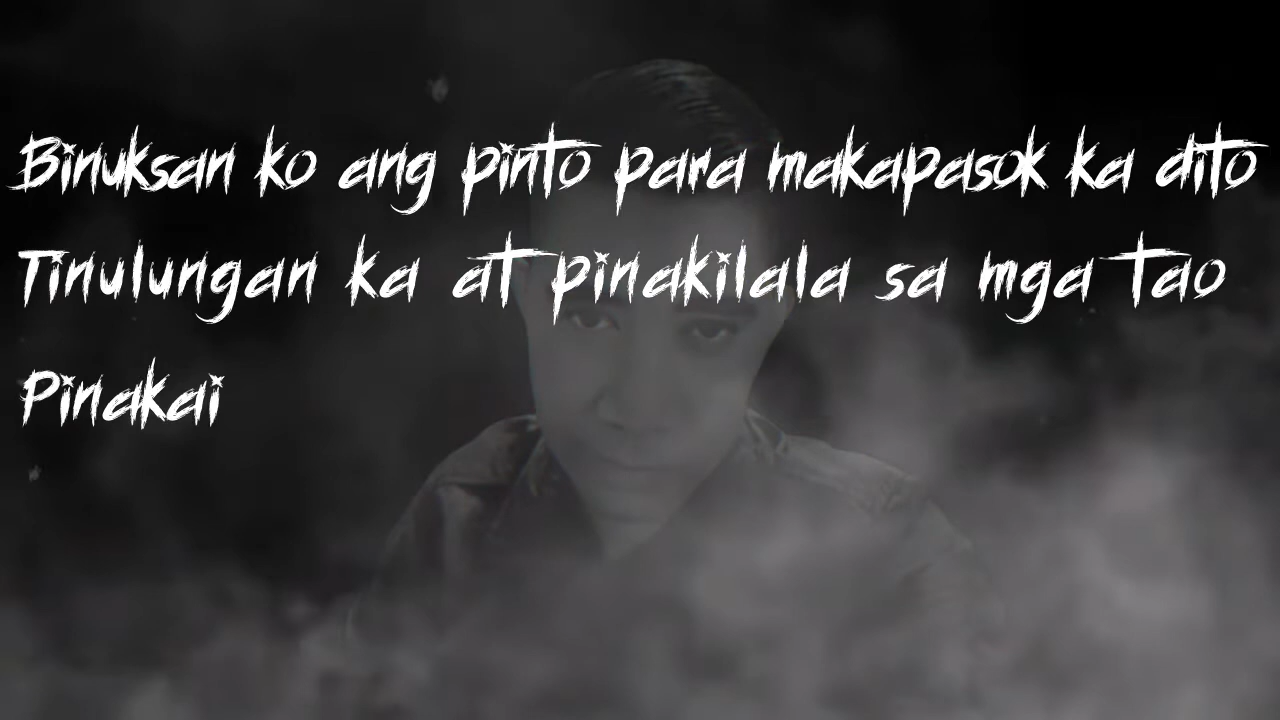 Binuksan ko ang pinto para makapasok ka dito
Tinulungan ka at pinakilala sa mga tao
Pinakai